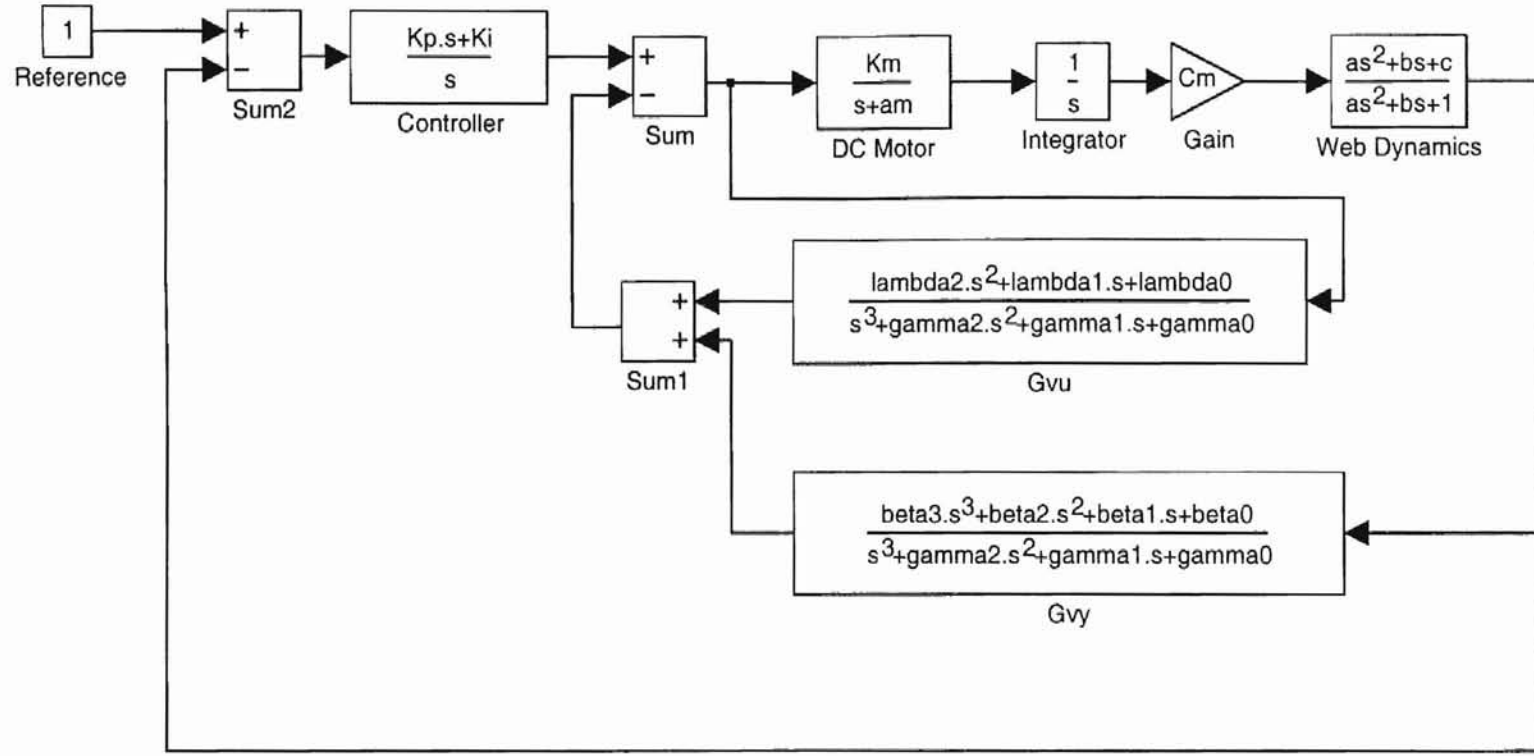 1
Reference
+
−
Sum2
Kp.s+Ki
s
Controller
+
−
Sum
Km
s+am
DC Motor
1
s
Integrator
Cm
Gain
as²+bs+c
as²+bs+1
Web Dynamics
lambda2.s²+lambda1.s+lambda0
s³+gamma2.s²+gamma1.s+gamma0
Gvu
+
+
Sum1
beta3.s³+beta2.s²+beta1.s+beta0
s³+gamma2.s²+gamma1.s+gamma0
Gvy